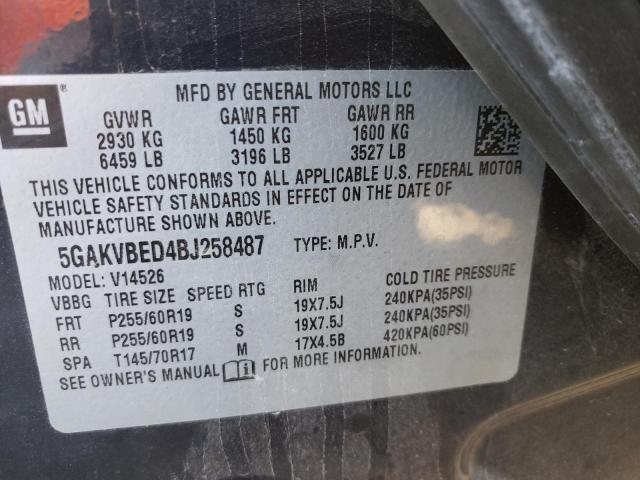 GM
MFD BY GENERAL MOTORS LLC
GVWR GAWR FRT GAWR RR
2930 KG 1450 KG 1600 KG
6459 LB 3196 LB 3527 LB
THIS VEHICLE CONFORMS TO ALL APPLICABLE U.S. FEDERAL MOTOR
VEHICLE SAFETY STANDARDS IN EFFECT ON THE DATE OF
MANUFACTURE SHOWN ABOVE.
5GAKVBED4BJ258487 TYPE: M.P.V.
MODEL: V14526
VBBG TIRE SIZE SPEED RTG RIM COLD TIRE PRESSURE
FRT P255/60R19 S 19X7.5J 240KPA(35PSI)
RR P255/60R19 S 19X7.5J 240KPA(35PSI)
SPA T145/70R17 M 17X4.5B 420KPA(60PSI)
SEE OWNER'S MANUAL FOR MORE INFORMATION.